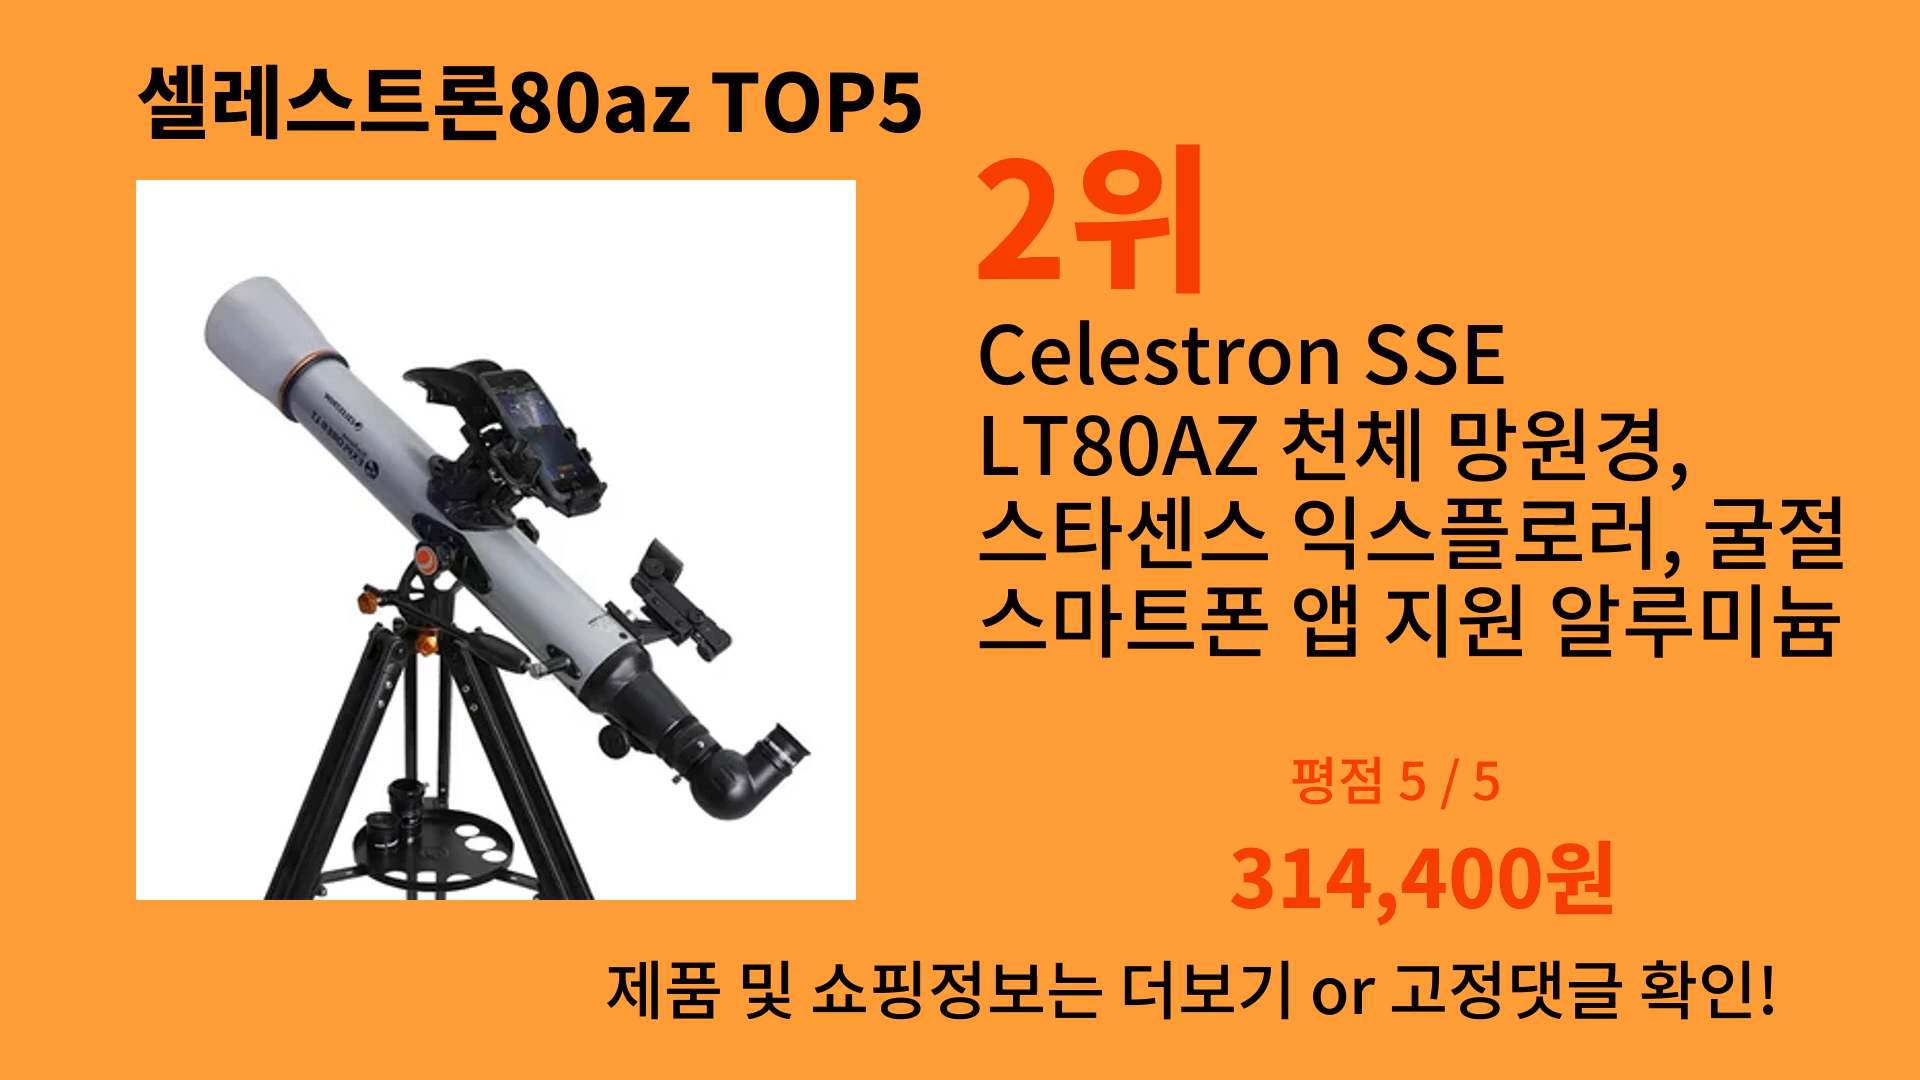 셀레스트론80az TOP5
2위
Celestron SSE
LT80AZ 천체 망원경,
스타센스 익스플로러, 굴절
스마트폰 앱 지원 알루미늄
평점 5 / 5
314,400원
제품 및 쇼핑정보는 더보기 or 고정댓글 확인!